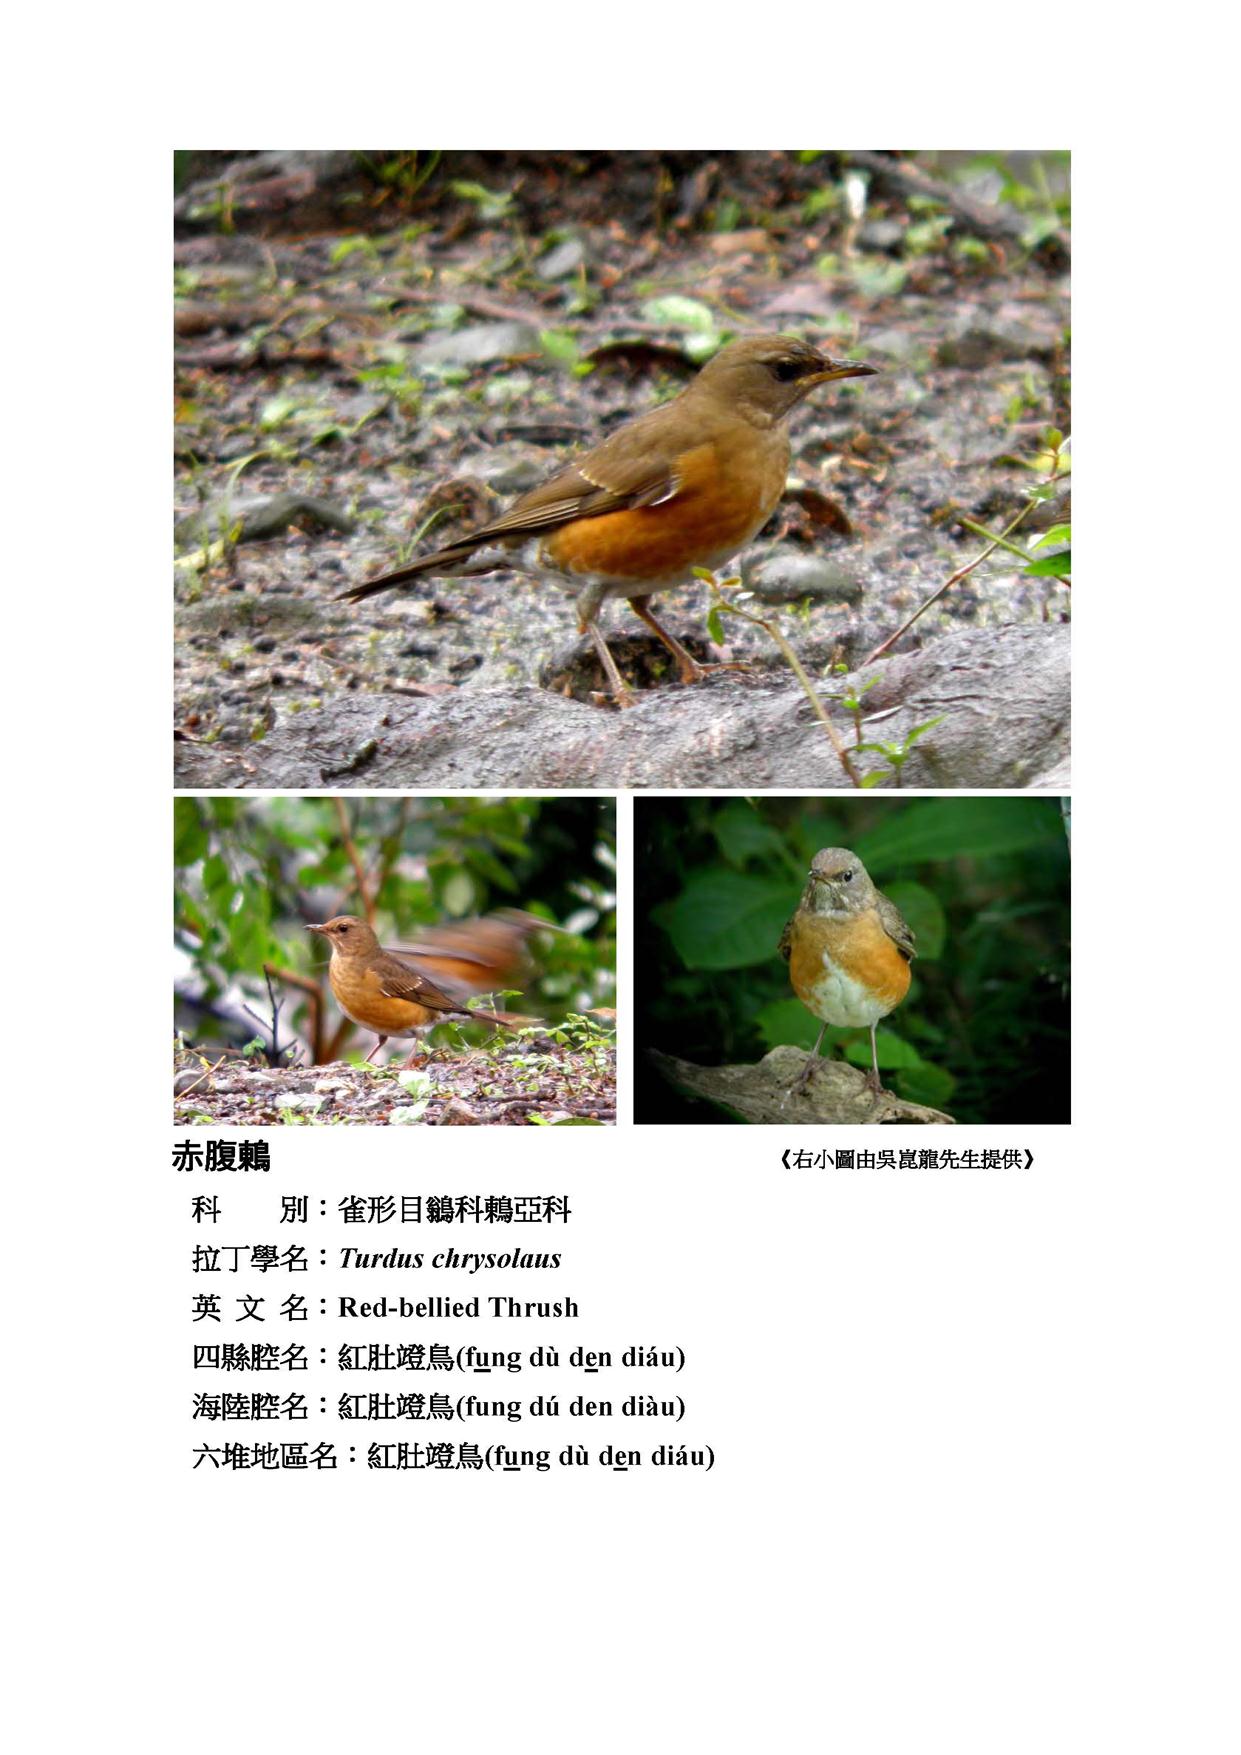 赤腹鶇
《右小圖由吳崑龍先生提供》
科　　別：雀形目鶲科鶇亞科
拉丁學名：Turdus chrysolaus
英 文 名：Red-bellied Thrush
四縣腔名：紅肚蹬鳥(fung dù den diáu)
海陸腔名：紅肚蹬鳥(fung dú den diàu)
六堆地區名：紅肚蹬鳥(fung dù den diáu)